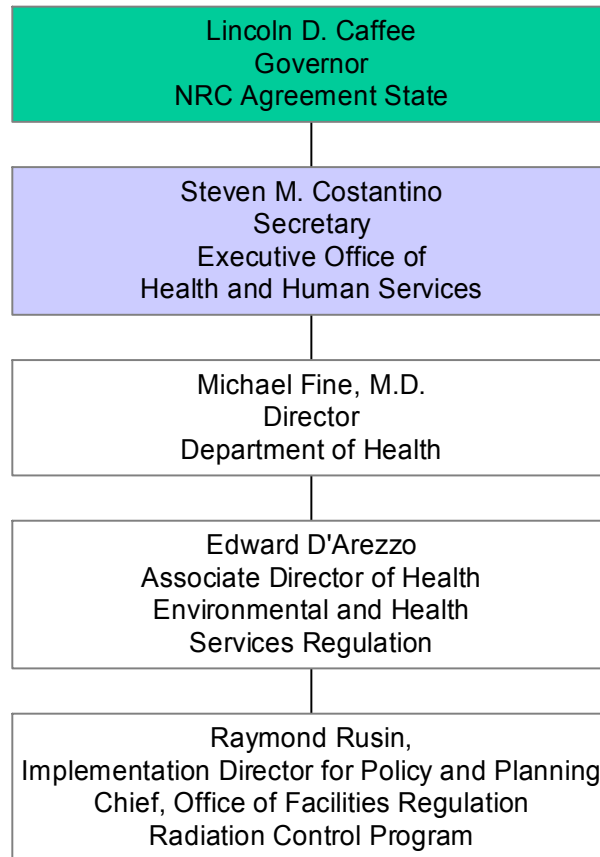 Lincoln D. Caffee
Governor
NRC Agreement State
Steven M. Costantino
Secretary
Executive Office of
Health and Human Services
Michael Fine, M.D.
Director
Department of Health
Edward D'Arezzo
Associate Director of Health
Environmental and Health
Services Regulation
Raymond Rusin,
Implementation Director for Policy and Planning
Chief, Office of Facilities Regulation
Radiation Control Program